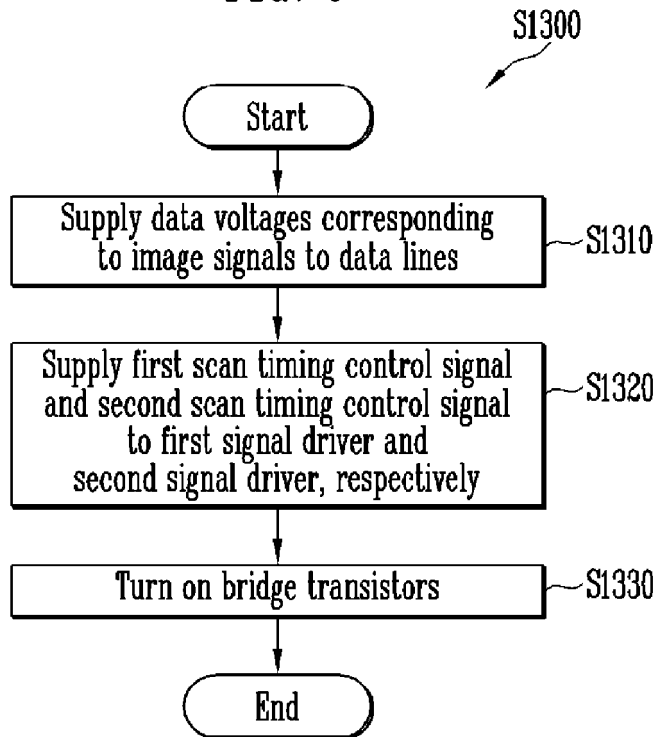 S1300
Start
Supply data voltages corresponding
to image signals to data lines
S1310
Supply first scan timing control signal
and second scan timing control signal
to first signal driver and
second signal driver, respectively
S1320
Turn on bridge transistors
S1330
End